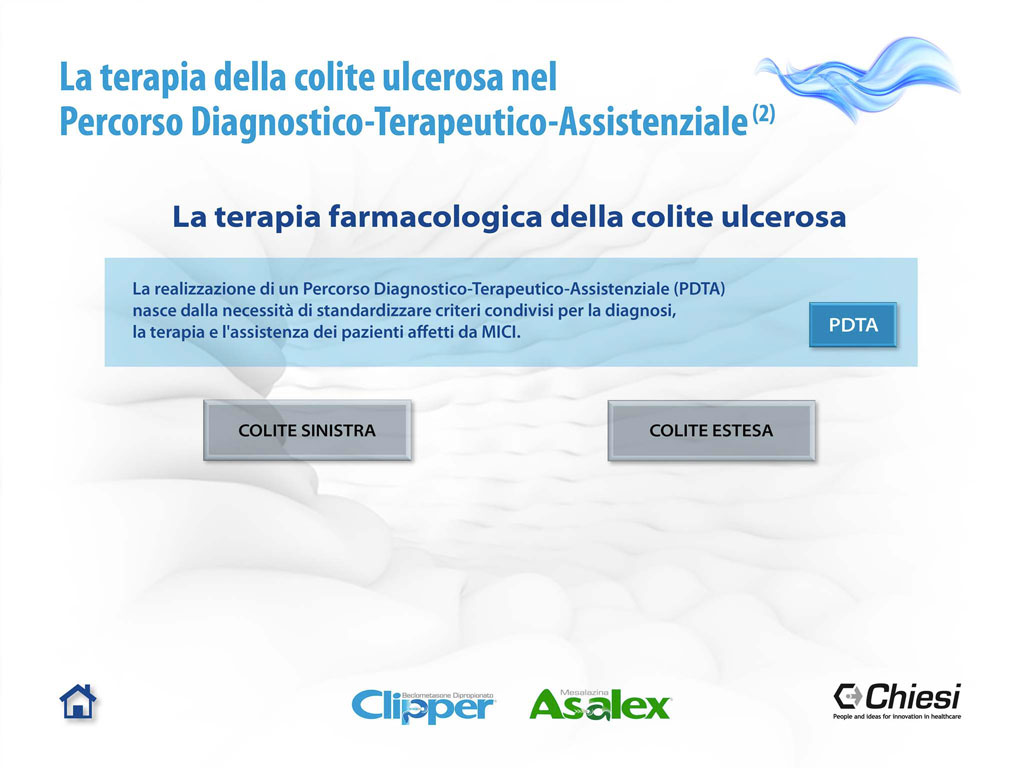 La terapia della colite ulcerosa nel
Percorso Diagnostico-Terapeutico-Assistenziale (2)
La terapia farmacologica della colite ulcerosa
La realizzazione di un Percorso Diagnostico-Terapeutico-Assistenziale (PDTA)
nasce dalla necessità di standardizzare criteri condivisi per la diagnosi,
la terapia e l'assistenza dei pazienti affetti da MICI.
PDTA
COLITE SINISTRA
COLITE ESTESA
Beclometasone Dipropionato
Clipper®
Mesalazina
Asalex®
Chiesi
People and ideas for innovation in healthcare